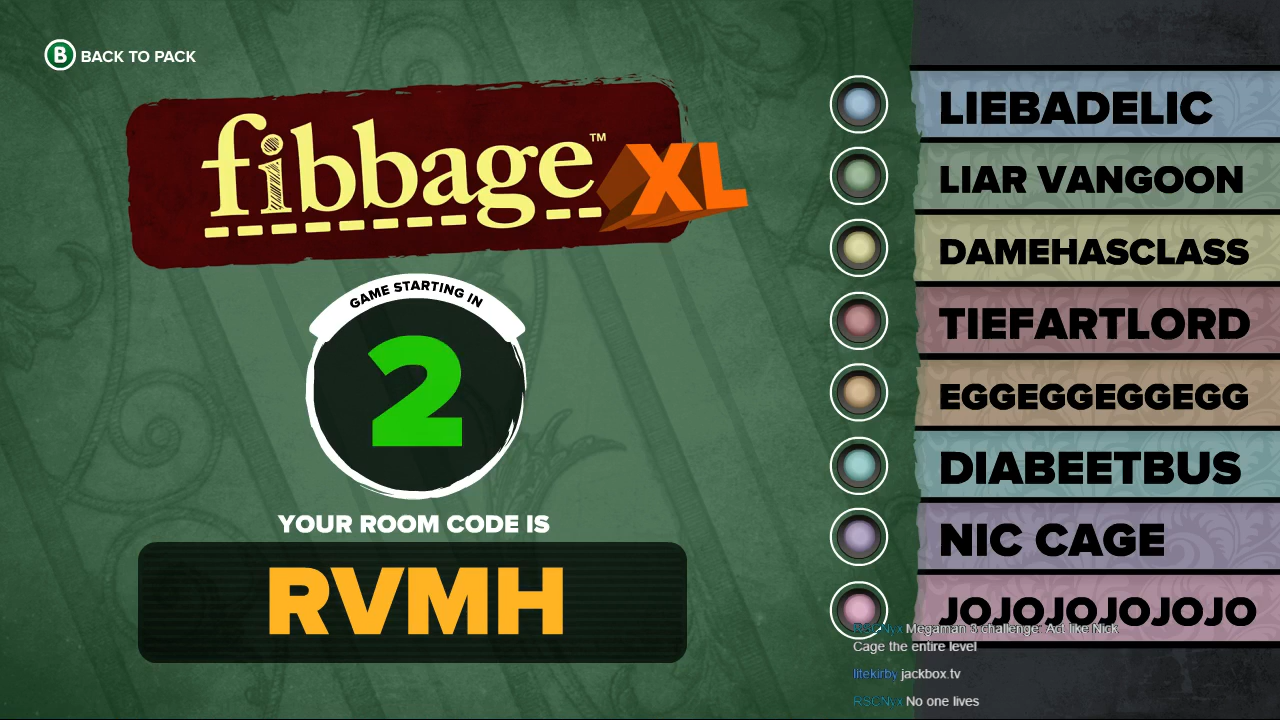 B BACK TO PACK
fibbage™ XL
GAME STARTING IN
2
YOUR ROOM CODE IS
RVMH
LIEBADELIC
LIAR VANGOON
DAMEHASCLASS
TIEFARTLORD
EGGEGGEGGEGG
DIABEETBUS
NIC CAGE
JOJOJOJOJOJO
RSCNyx Megaman 3 challenge: Act like Nick
Cage the entire level
litekirby jackbox.tv
RSCNyx No one lives